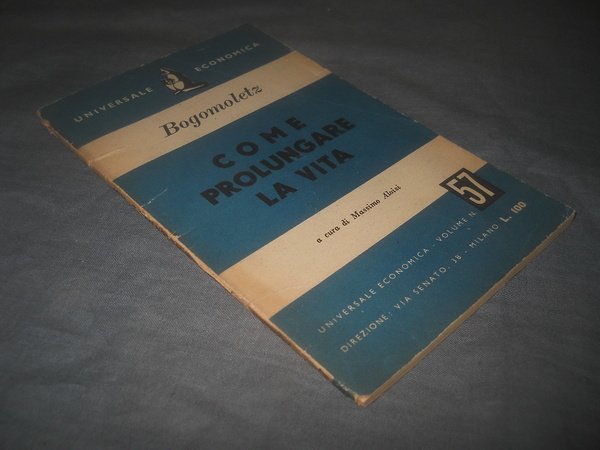 UNIVERSALE ECONOMICA
Bogomoletz
COME
PROLUNGARE
LA VITA
a cura di Massimo Aloisi
UNIVERSALE ECONOMICA - VOLUME N. 57
DIREZIONE: VIA SENATO, 38 - MILANO L. 100